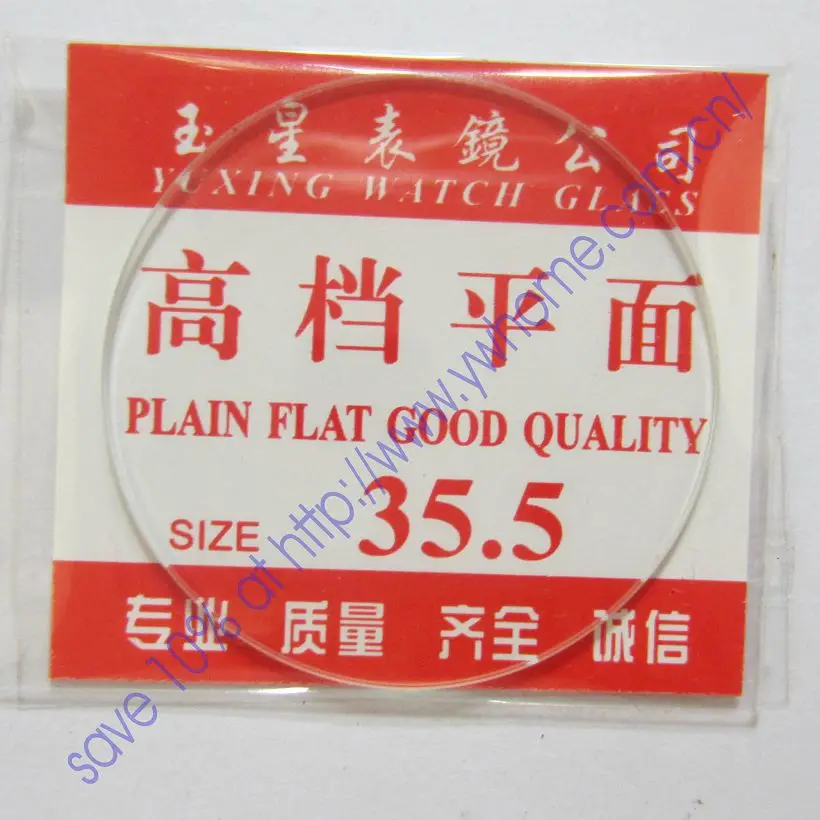 玉星表鏡公司
YUXING WATCH GLASS
高档平面
PLAIN FLAT GOOD QUALITY
SIZE 35.5
专业 质量 齐全 诚信
save 10% at http://www.ywhome.com.cn/